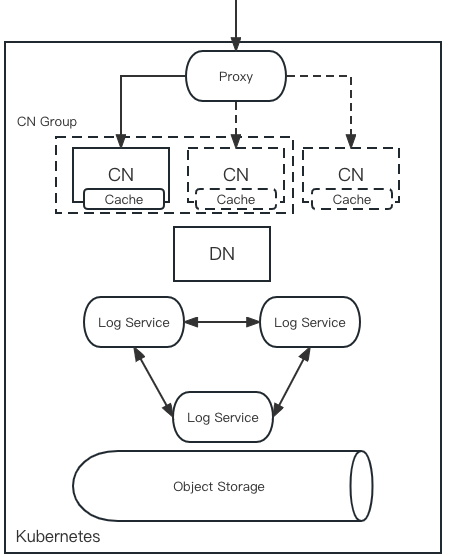 Proxy
CN Group
CN
Cache
CN
Cache
CN
Cache
DN
Log Service
Log Service
Log Service
Object Storage
Kubernetes